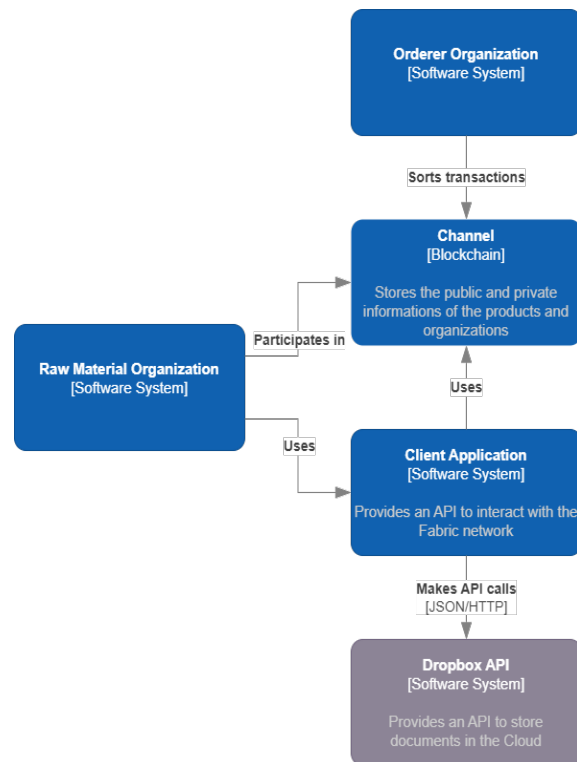 Orderer Organization
[Software System]
Sorts transactions
Channel
[Blockchain]
Stores the public and private
informations of the products and
organizations
Participates in
Raw Material Organization
[Software System]
Uses
Uses
Client Application
[Software System]
Provides an API to interact with the
Fabric network
Makes API calls
[JSON/HTTP]
Dropbox API
[Software System]
Provides an API to store
documents in the Cloud